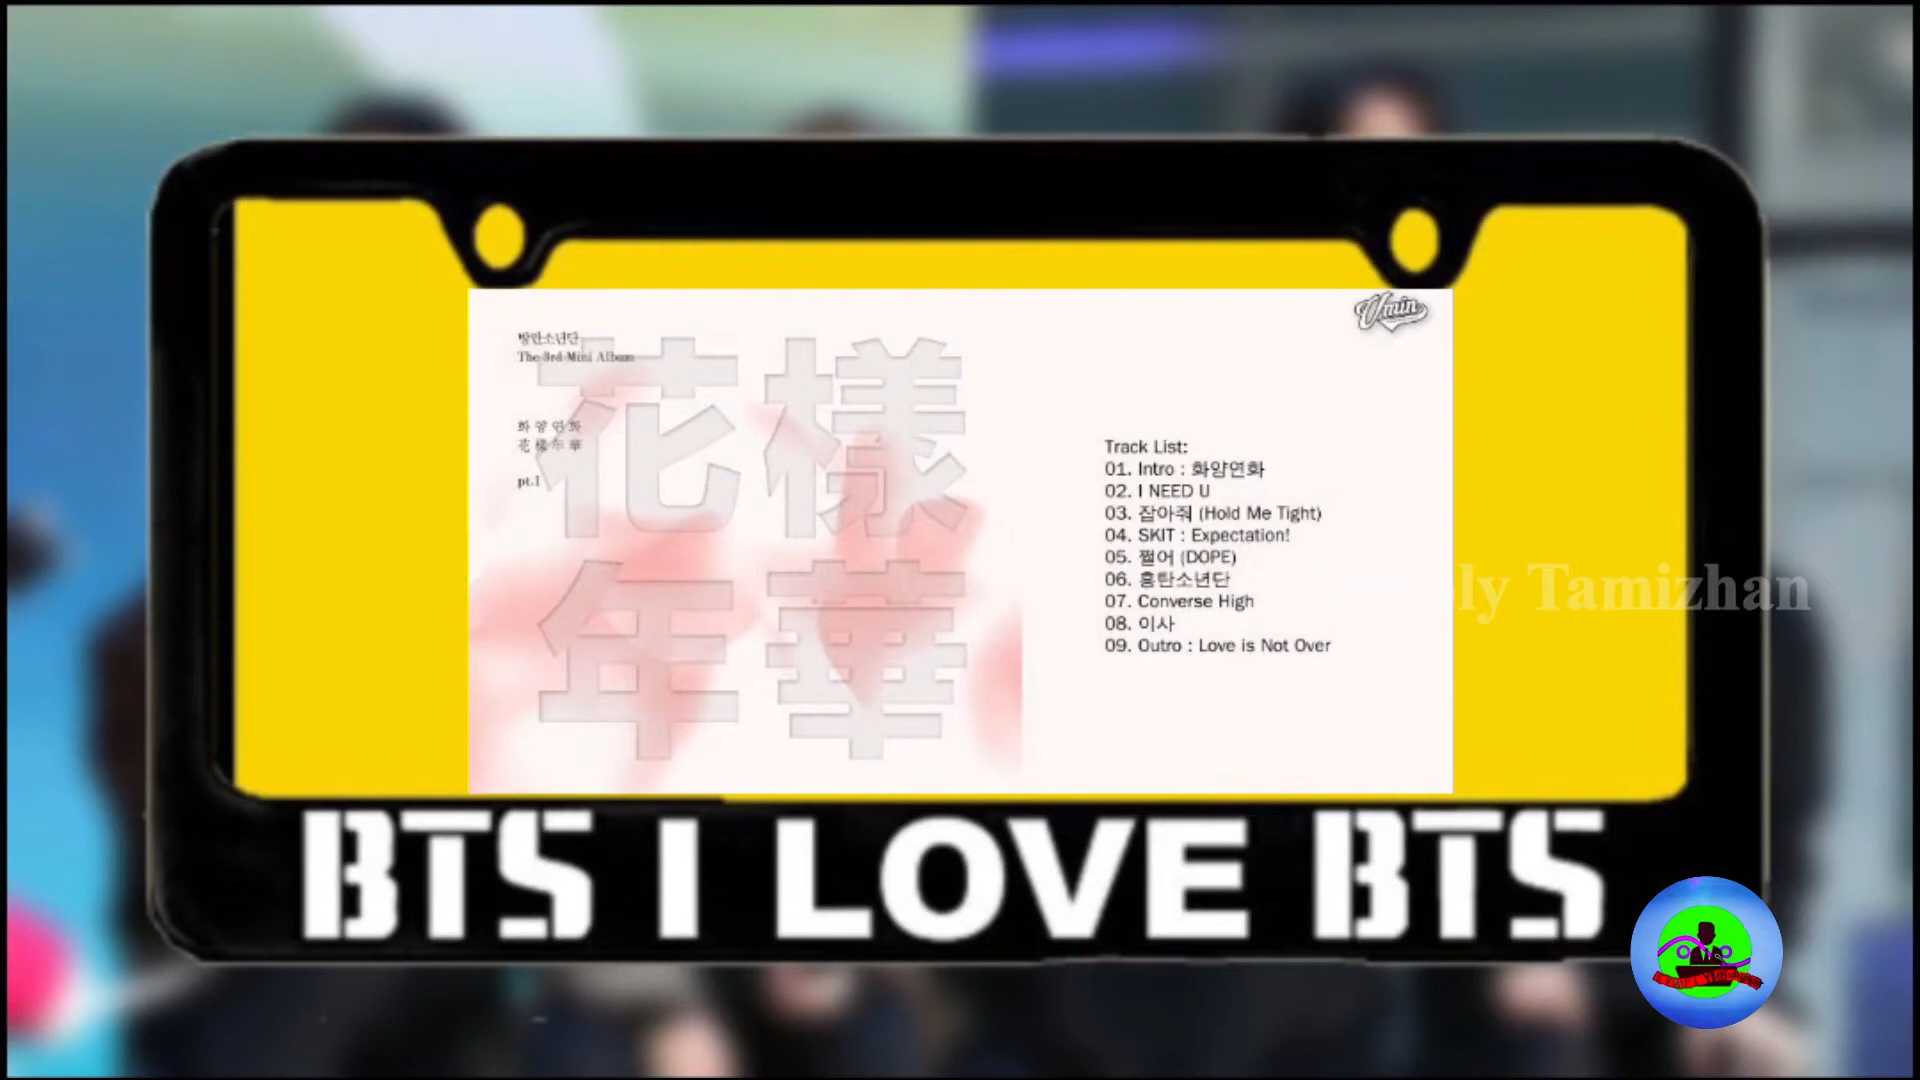 Vmin
방탄소년단
The 3rd Mini Album
화양연화
花樣年華
pt.1
花樣
年華
Track List:
01. Intro : 화양연화
02. I NEED U
03. 잡아줘 (Hold Me Tight)
04. SKIT : Expectation!
05. 쩔어 (DOPE)
06. 흥탄소년단
07. Converse High
08. 이사
09. Outro : Love is Not Over
Tamizhan
BTS I LOVE BTS